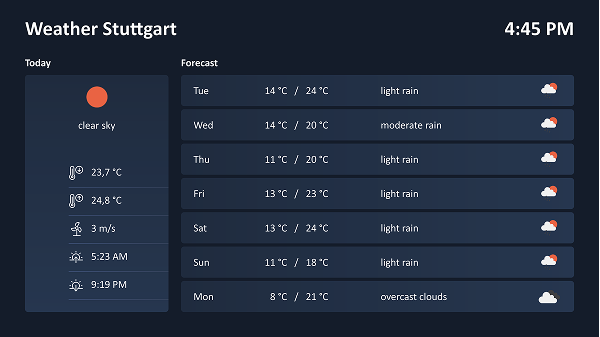 Weather Stuttgart
4:45 PM
Today
clear sky
23,7 °C
24,8 °C
3 m/s
5:23 AM
9:19 PM
Forecast
Tue 14 °C / 24 °C light rain
Wed 14 °C / 20 °C moderate rain
Thu 11 °C / 20 °C light rain
Fri 13 °C / 23 °C light rain
Sat 13 °C / 24 °C light rain
Sun 11 °C / 18 °C light rain
Mon 8 °C / 21 °C overcast clouds